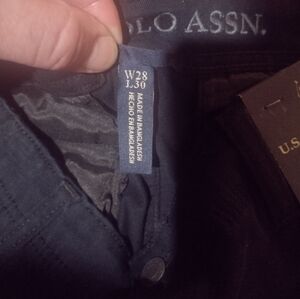 OLO ASSN.
W28
L30
MADE IN BANGLADESH
HECHO EN BANGLADESH
U.S